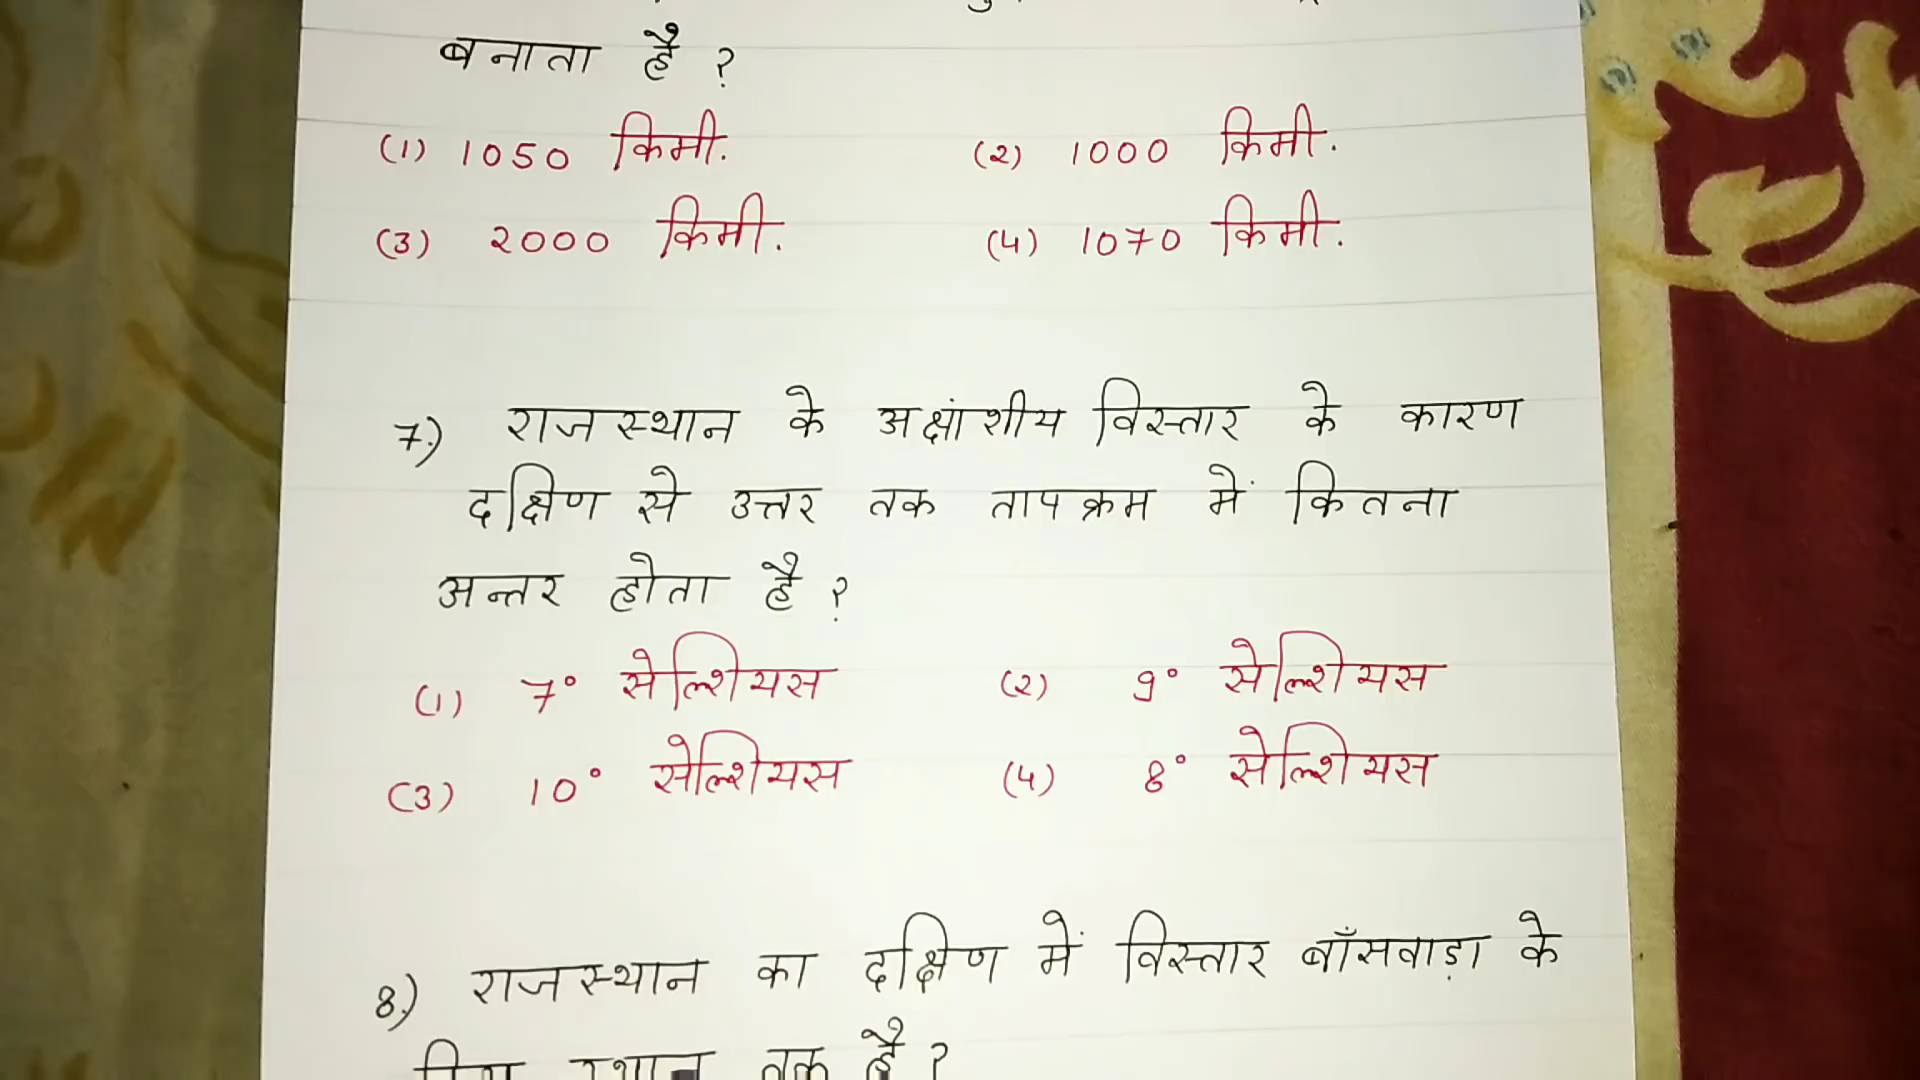 बनाता है ?
(1) 1050 किमी.
(2) 1000 किमी.
(3) 2000 किमी.
(4) 1070 किमी.
7.) राजस्थान के अक्षांशीय विस्तार के कारण
दक्षिण से उत्तर तक तापक्रम में कितना
अन्तर होता है ?
(1) 7° सेल्शियस
(2) 9° सेल्शियस
(3) 10° सेल्शियस
(4) 8° सेल्शियस
8.) राजस्थान का दक्षिण में विस्तार बाँसवाड़ा के
तक है ?